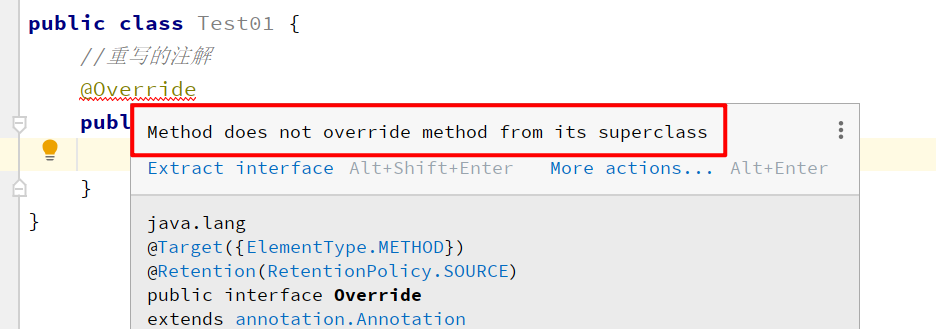 public class Test01 {
//重写的注解
@Override
publ
Method does not override method from its superclass
Extract interface Alt+Shift+Enter More actions... Alt+Enter
}
}
java.lang
@Target({ElementType.METHOD})
@Retention(RetentionPolicy.SOURCE)
public interface Override
extends annotation.Annotation